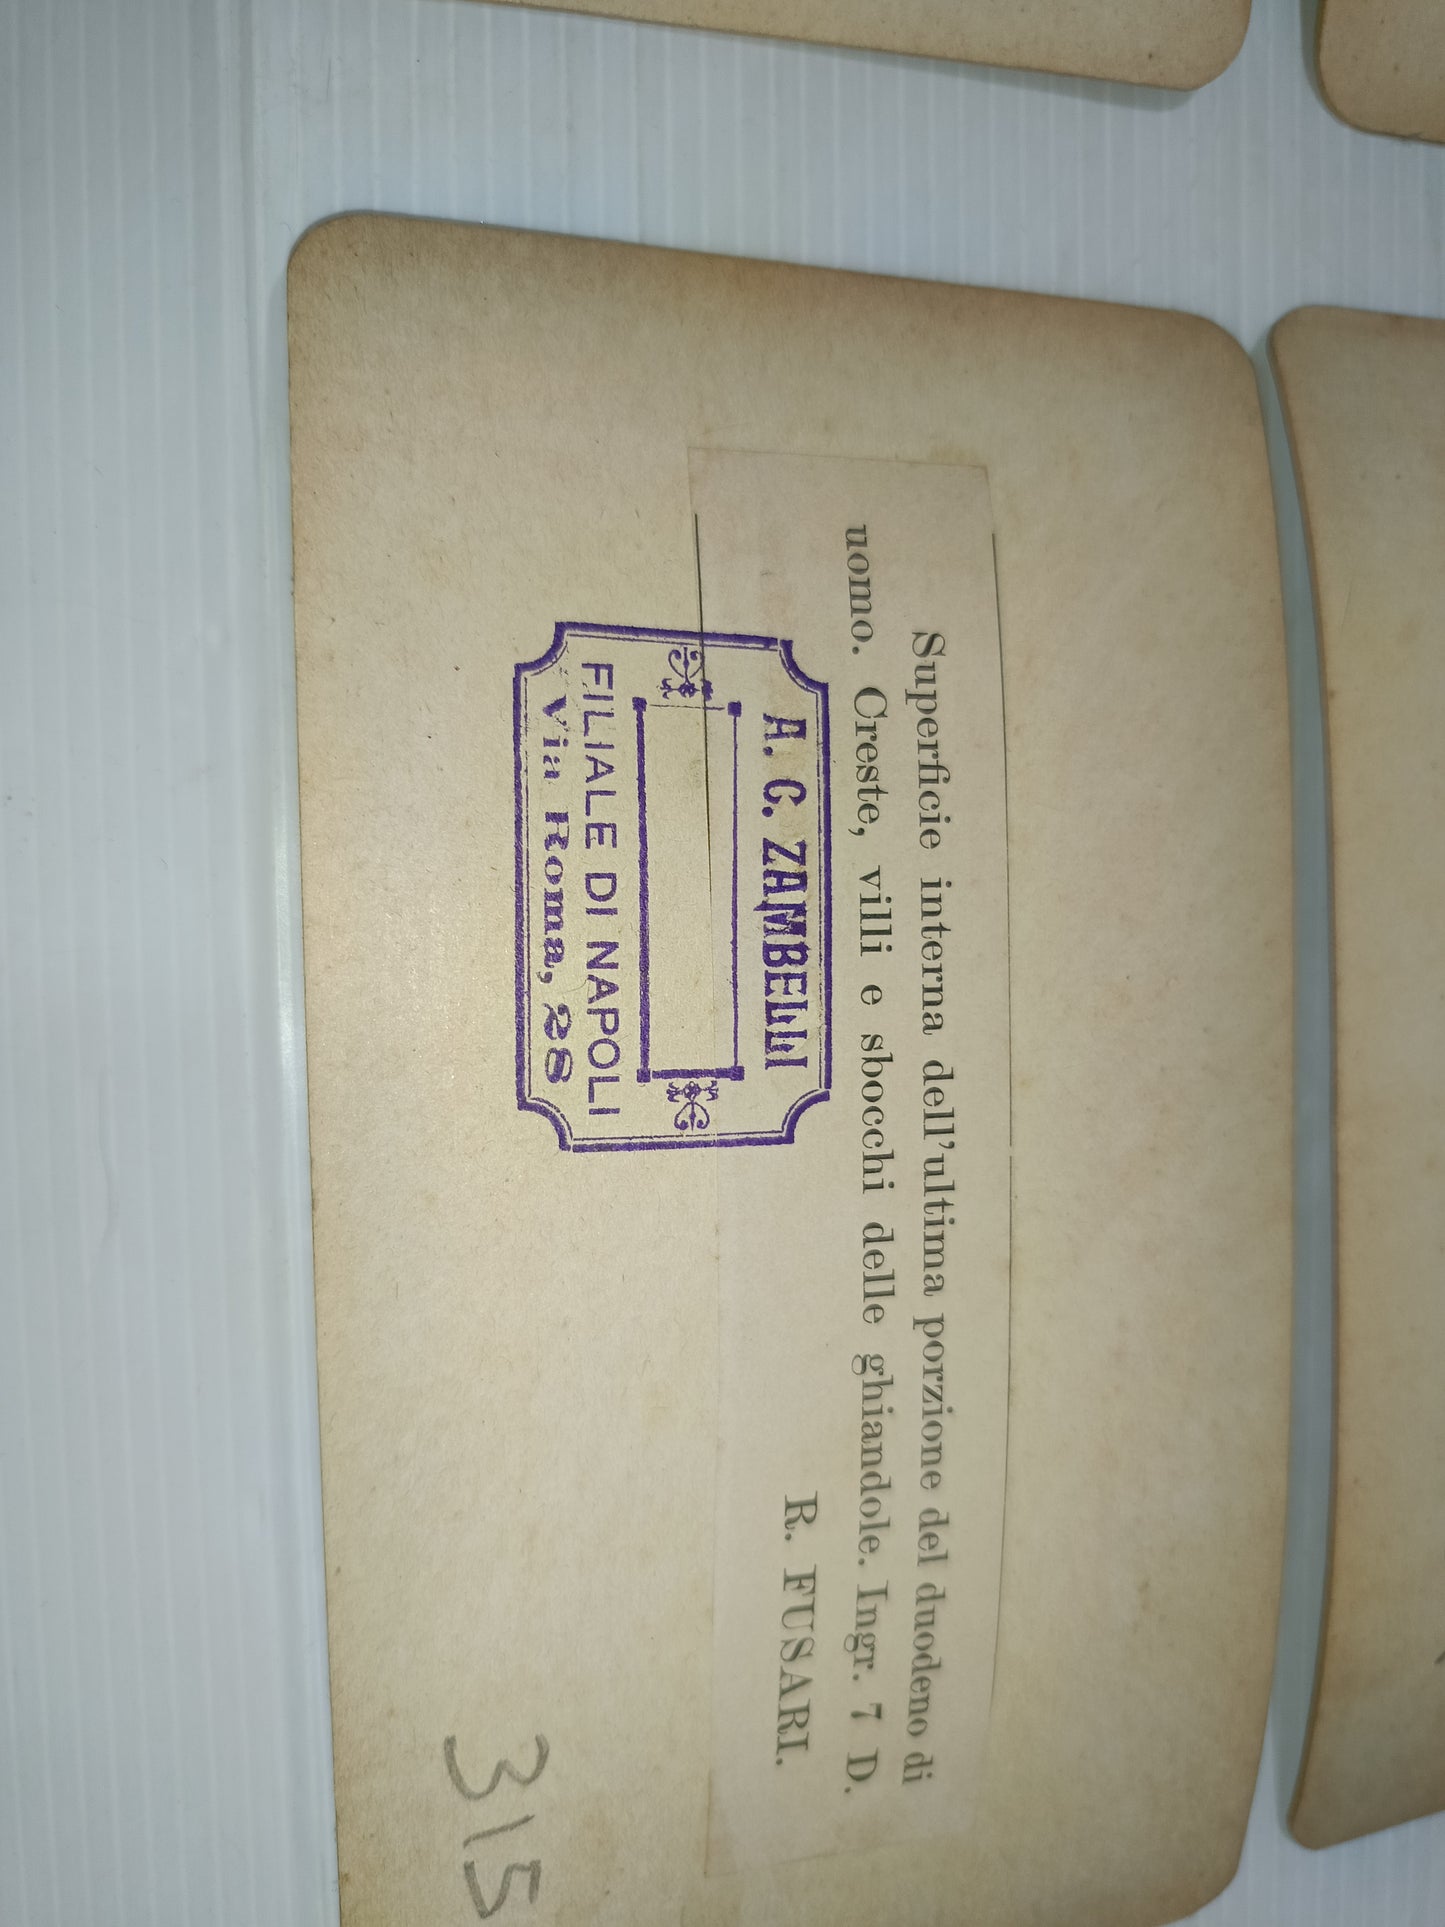 Superficie interna dell'ultima porzione del duodeno di
uomo. Creste, villi e sbocchi delle ghiandole. Ingr. 7 D.
R. FUSARI.
A. C. ZAMBELLI
FILIALE DI NAPOLI
Via Roma, 28
315